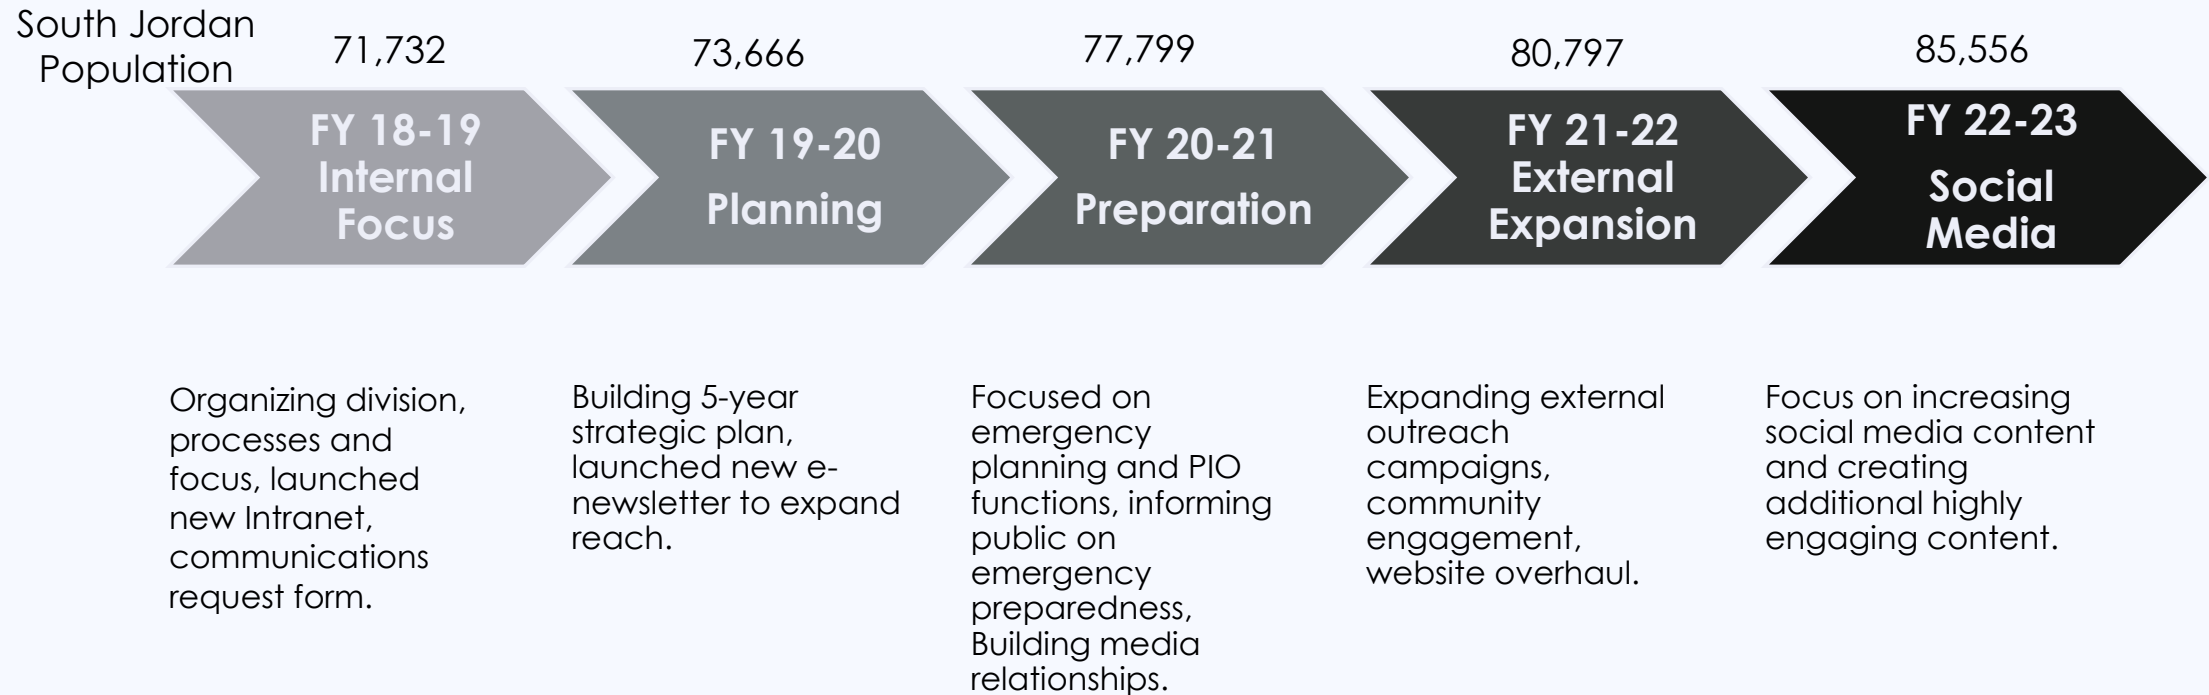 South Jordan
Population
71,732
73,666
77,799
80,797
85,556
FY 18-19
Internal
Focus
FY 19-20
Planning
FY 20-21
Preparation
FY 21-22
External
Expansion
FY 22-23
Social
Media
Organizing division,
processes and
focus, launched
new Intranet,
communications
request form.
Building 5-year
strategic plan,
launched new e-
newsletter to expand
reach.
Focused on
emergency
planning and PIO
functions, informing
public on
emergency
preparedness,
Building media
relationships.
Expanding external
outreach
campaigns,
community
engagement,
website overhaul.
Focus on increasing
social media content
and creating
additional highly
engaging content.